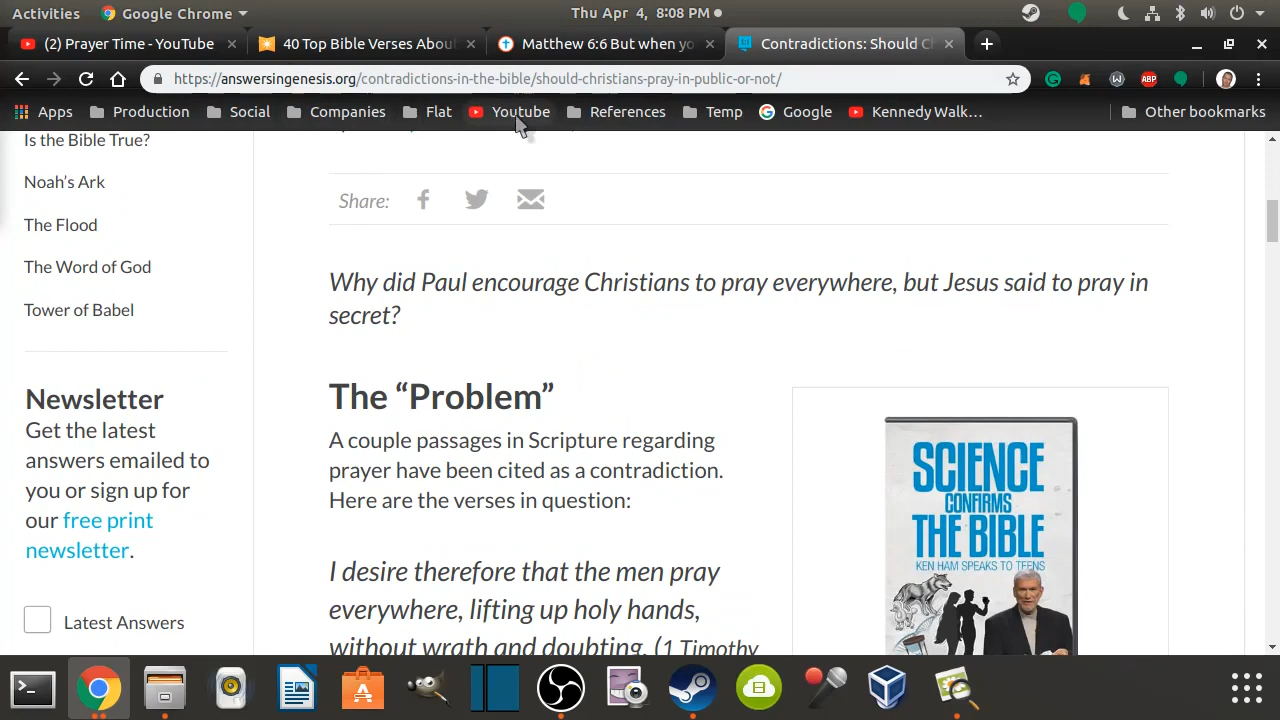 Activities
Google Chrome
Thu Apr 4, 8:08 PM
(2) Prayer Time - YouTube
40 Top Bible Verses Abou
Matthew 6:6 But when yo
Contradictions: Should C
https://answersingenesis.org/contradictions-in-the-bible/should-christians-pray-in-public-or-not/
ABP
Apps
Production
Social
Companies
Flat
Youtube
References
Temp
Google
Kennedy Walk...
Other bookmarks
Is the Bible True?
Noah's Ark
The Flood
The Word of God
Tower of Babel
Newsletter
Get the latest
answers emailed to
you or sign up for
our free print
newsletter.
Latest Answers
Share:
Why did Paul encourage Christians to pray everywhere, but Jesus said to pray in
secret?
The “Problem”
A couple passages in Scripture regarding
prayer have been cited as a contradiction.
Here are the verses in question:
I desire therefore that the men pray
everywhere, lifting up holy hands,
without wrath and doubting. (1 Timothy
SCIENCE
CONFIRMS
THE BIBLE
KEN HAM SPEAKS TO TEENS